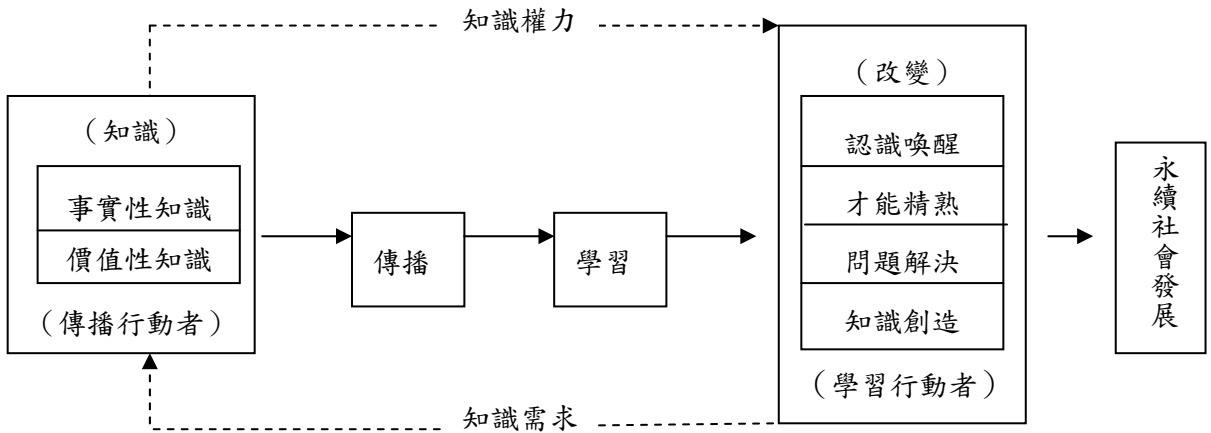 知識權力
（知識）
事實性知識
價值性知識
（傳播行動者）
傳播
學習
（改變）
認識喚醒
才能精熟
問題解決
知識創造
（學習行動者）
永續社會發展
知識需求